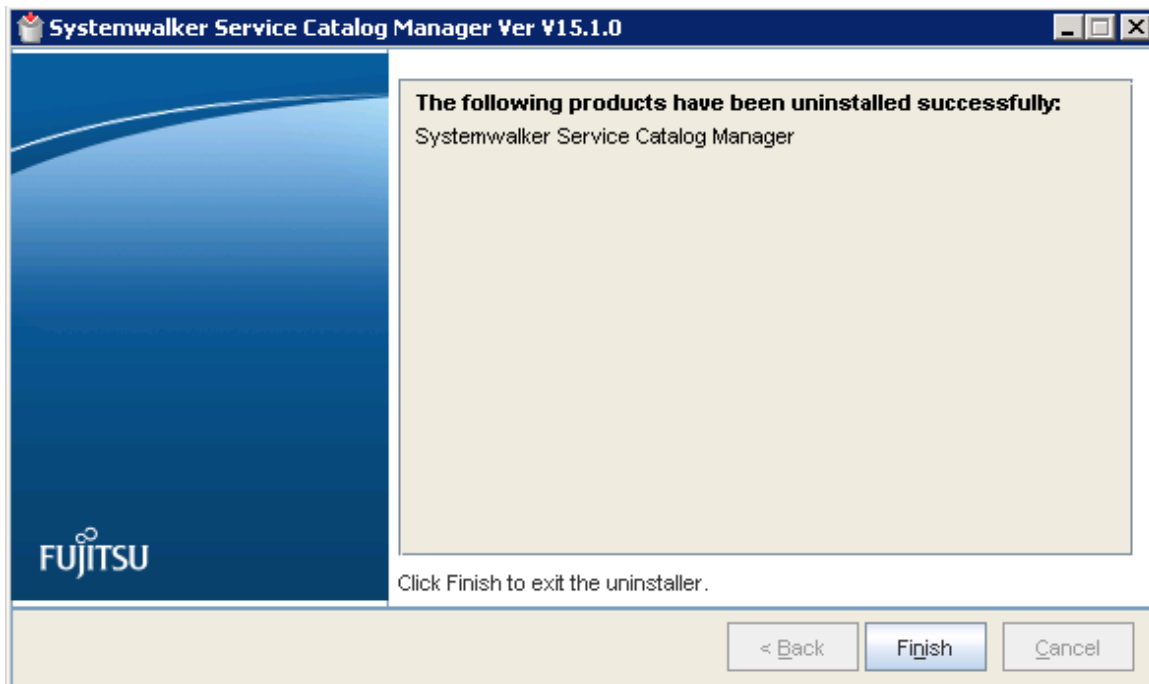 Systemwalker Service Catalog Manager Ver V15.1.0
The following products have been uninstalled successfully:
Systemwalker Service Catalog Manager
FUJITSU
Click Finish to exit the uninstaller.
< Back
Finish
Cancel